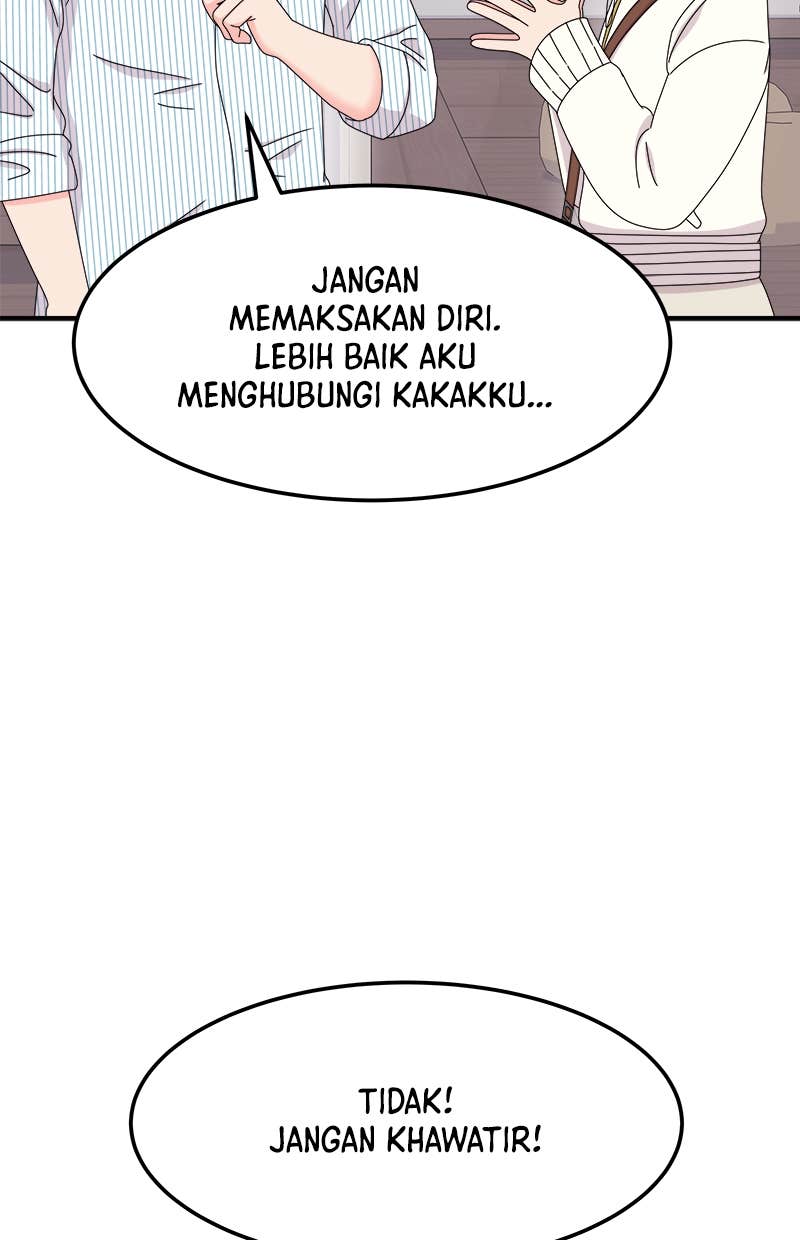 JANGAN
MEMAKSAKAN DIRI.
LEBIH BAIK AKU
MENGHUBUNGI KAKAKKU...
TIDAK!
JANGAN KHAWATIR!